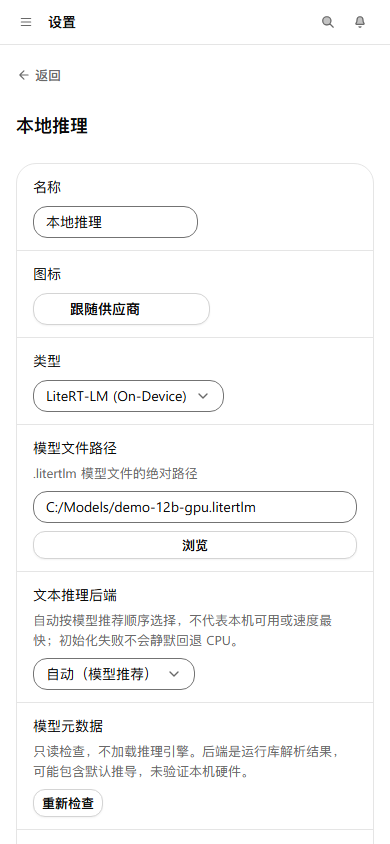 设置
返回
本地推理
名称
本地推理
图标
跟随供应商
类型
LiteRT-LM (On-Device)
模型文件路径
.litertlm 模型文件的绝对路径
C:/Models/demo-12b-gpu.litertlm
浏览
文本推理后端
自动按模型推荐顺序选择，不代表本机可用或速度最
快；初始化失败不会静默回退 CPU。
自动（模型推荐）
模型元数据
只读检查，不加载推理引擎。后端是运行库解析结果，
可能包含默认推导，未验证本机硬件。
重新检查